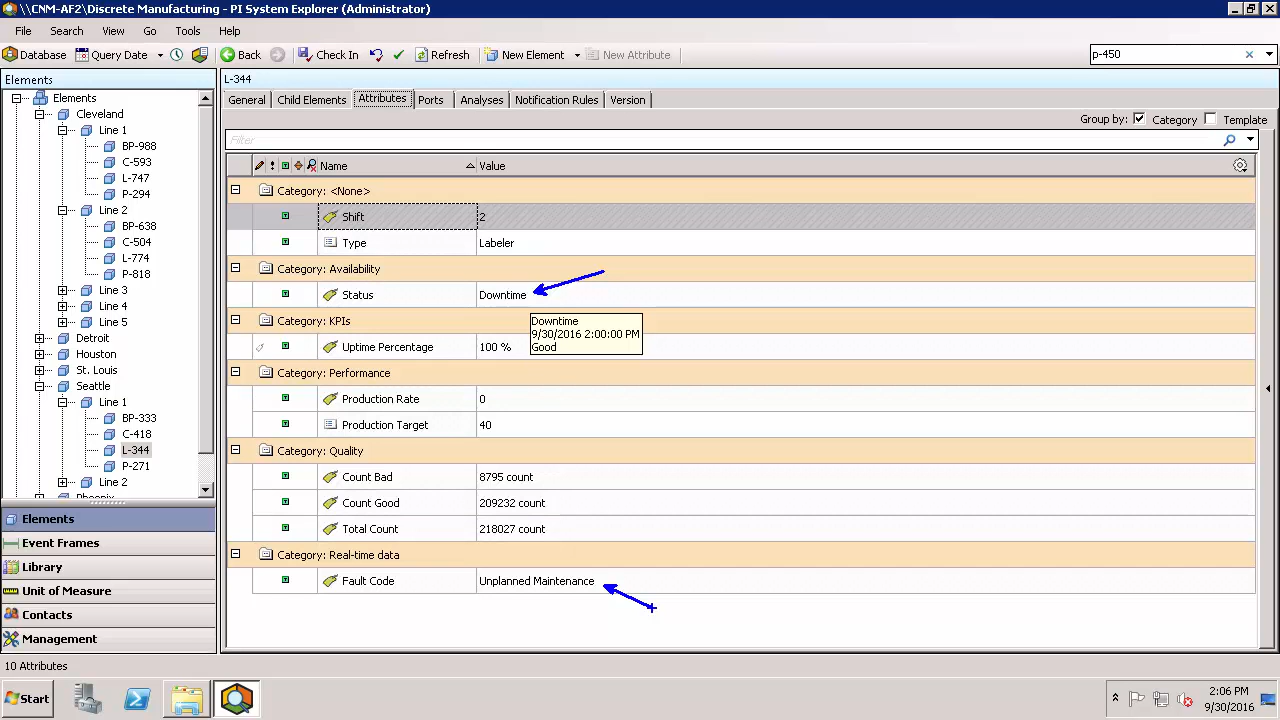 \\CNM-AF2\Discrete Manufacturing - PI System Explorer (Administrator)
File Search View Go Tools Help
Database Query Date Back Check In Refresh New Element New Attribute p-450
Elements
Elements
Cleveland
Line 1
BP-988
C-593
L-747
P-294
Line 2
BP-638
C-504
L-774
P-818
Line 3
Line 4
Line 5
Detroit
Houston
St. Louis
Seattle
Line 1
BP-333
C-418
L-344
P-271
Line 2
Phoenix
Elements
Event Frames
Library
Unit of Measure
Contacts
Management
L-344
General Child Elements Attributes Ports Analyses Notification Rules Version
Group by: Category Template
Filter
Name Value
Category: <None>
Shift 2
Type Labeler
Category: Availability
Status Downtime
Category: KPIs
Downtime
9/30/2016 2:00:00 PM
Good
Uptime Percentage 100 %
Category: Performance
Production Rate 0
Production Target 40
Category: Quality
Count Bad 8795 count
Count Good 209232 count
Total Count 218027 count
Category: Real-time data
Fault Code Unplanned Maintenance
10 Attributes
Start
2:06 PM
9/30/2016